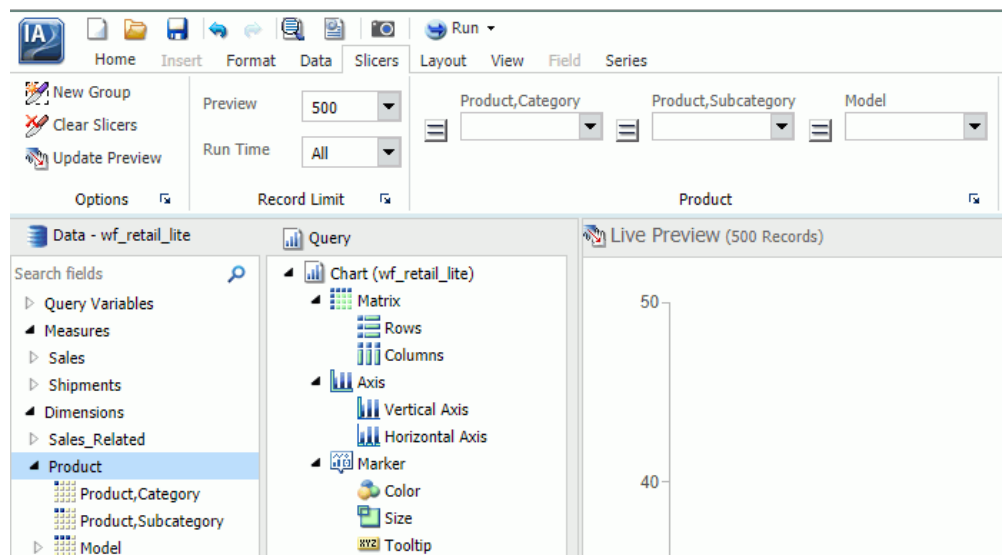 IA
Run
Home Insert Format Data Slicers Layout View Field Series
New Group
Clear Slicers
Update Preview
Options
Preview 500
Run Time All
Record Limit
Product,Category Product,Subcategory Model
Product
Data - wf_retail_lite
Search fields
Query Variables
Measures
Sales
Shipments
Dimensions
Sales_Related
Product
Product,Category
Product,Subcategory
Model
Query
Chart (wf_retail_lite)
Matrix
Rows
Columns
Axis
Vertical Axis
Horizontal Axis
Marker
Color
Size
XYZ Tooltip
Live Preview (500 Records)
50
40